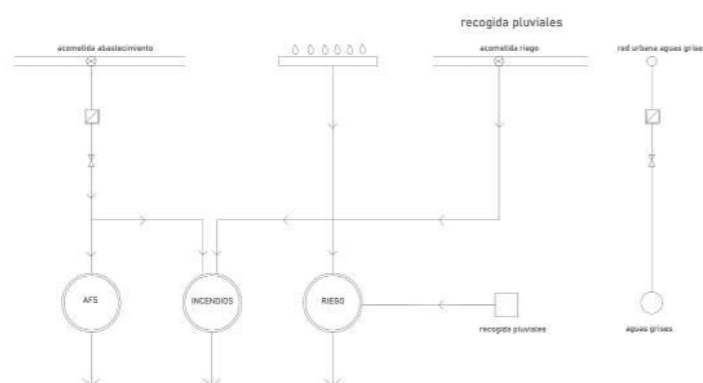 recogida pluviales
acometida abastecimiento
acometida riego
red urbana aguas grises
AFS
INCENDIOS
RIEGO
recogida pluviales
aguas grises